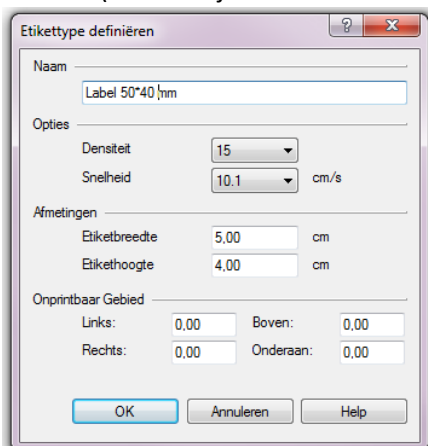 Etikettype definiëren
Naam
Label 50*40 mm
Opties
Densiteit 15
Snelheid 10.1 cm/s
Afmetingen
Etiketbreedte 5,00 cm
Etikethoogte 4,00 cm
Onprintbaar Gebied
Links: 0,00 Boven: 0,00
Rechts: 0,00 Onderaan: 0,00
OK Annuleren Help